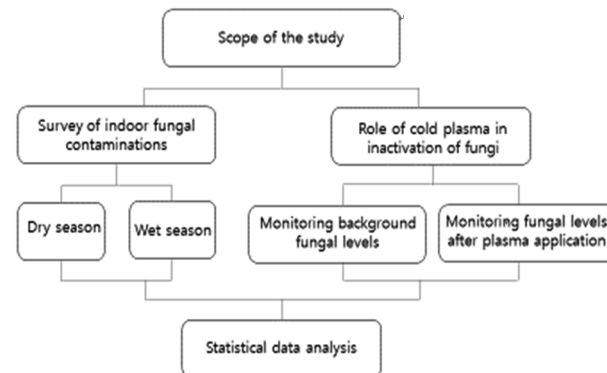 Scope of the study
Survey of indoor fungal
contaminations
Role of cold plasma in
inactivation of fungi
Dry season
Wet season
Monitoring background
fungal levels
Monitoring fungal levels
after plasma application
Statistical data analysis